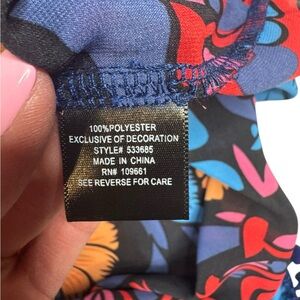 100%POLYESTER
EXCLUSIVE OF DECORATION
STYLE# 533685
MADE IN CHINA
RN# 109661
SEE REVERSE FOR CARE